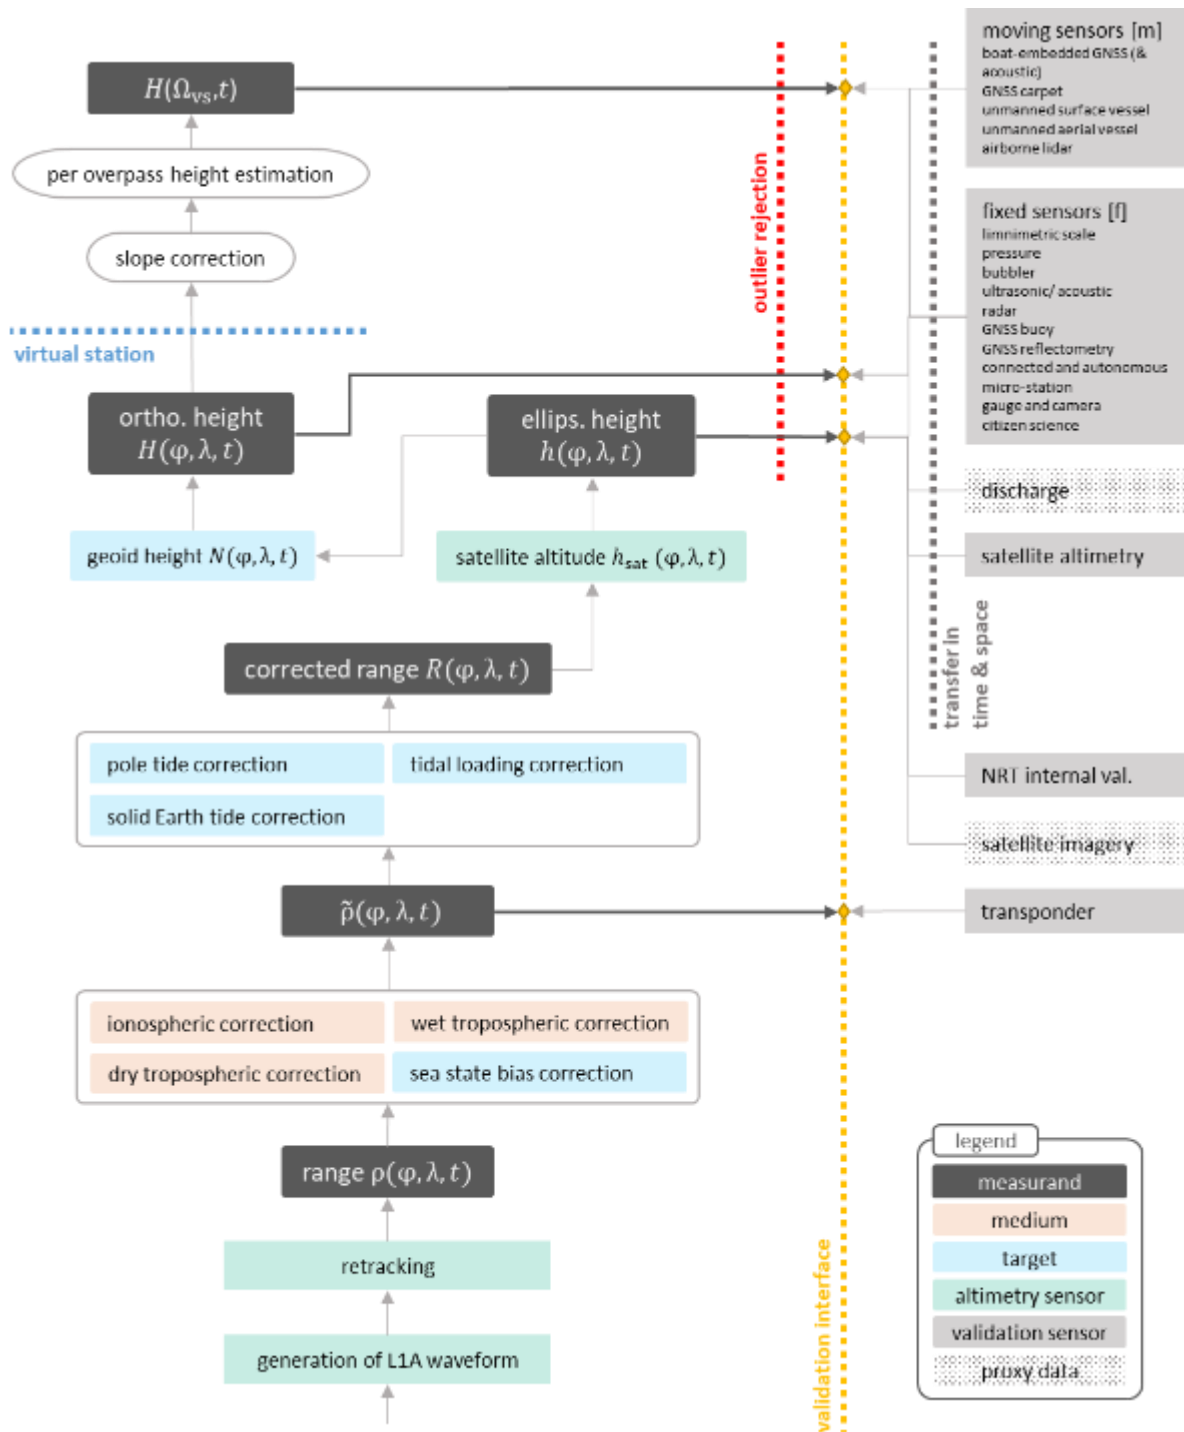 H(Ω_VS,t)
per overpass height estimation
slope correction
virtual station
ortho. height
H(φ, λ, t)
ellips. height
h(φ, λ, t)
geoid height N(φ, λ, t)
satellite altitude h_sat (φ, λ, t)
corrected range R(φ, λ, t)
pole tide correction
tidal loading correction
solid Earth tide correction
ρ̃(φ, λ, t)
ionospheric correction
wet tropospheric correction
dry tropospheric correction
sea state bias correction
range ρ(φ, λ, t)
retracking
generation of L1A waveform
outlier rejection
validation interface
transfer in
time & space
moving sensors [m]
boat-embedded GNSS (&
acoustic)
GNSS carpet
unmanned surface vessel
unmanned aerial vessel
airborne lidar
fixed sensors [f]
limnimetric scale
pressure
bubbler
ultrasonic/ acoustic
radar
GNSS buoy
GNSS reflectometry
connected and autonomous
micro-station
gauge and camera
citizen science
discharge
satellite altimetry
NRT internal val.
satellite imagery
transponder
legend
measurand
medium
target
altimetry sensor
validation sensor
proxy data